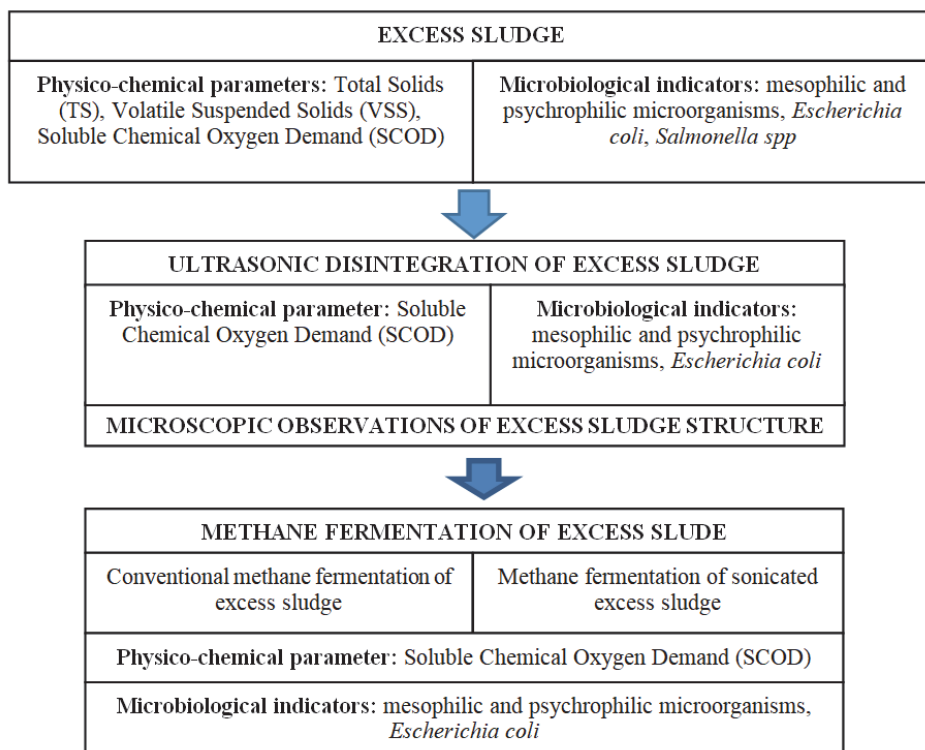 EXCESS SLUDGE
Physico-chemical parameters: Total Solids
(TS), Volatile Suspended Solids (VSS),
Soluble Chemical Oxygen Demand (SCOD)
Microbiological indicators: mesophilic and
psychrophilic microorganisms, Escherichia
coli, Salmonella spp
ULTRASONIC DISINTEGRATION OF EXCESS SLUDGE
Physico-chemical parameter: Soluble
Chemical Oxygen Demand (SCOD)
Microbiological indicators:
mesophilic and psychrophilic
microorganisms, Escherichia coli
MICROSCOPIC OBSERVATIONS OF EXCESS SLUDGE STRUCTURE
METHANE FERMENTATION OF EXCESS SLUDE
Conventional methane fermentation of
excess sludge
Methane fermentation of sonicated
excess sludge
Physico-chemical parameter: Soluble Chemical Oxygen Demand (SCOD)
Microbiological indicators: mesophilic and psychrophilic microorganisms,
Escherichia coli